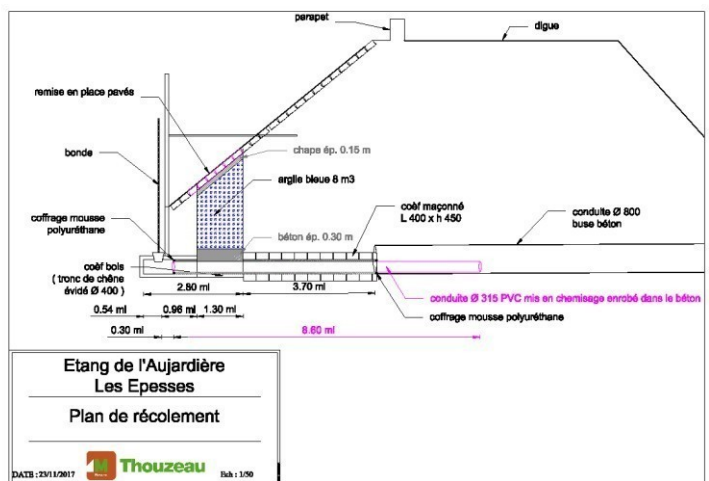 parapet
digue
remise en place pavés
chape ép. 0.15 m
bonde
argile bleue 8 m3
coëf maçonné
L 400 x h 450
coffrage mousse
polyuréthane
béton ép. 0.30 m
conduite Ø 800
buse béton
coëf bois
( tronc de chêne
évidé Ø 400 )
2.80 ml
3.70 ml
conduite Ø 315 PVC mis en chemisage enrobé dans le béton
coffrage mousse polyuréthane
0.54 ml
0.96 ml
1.30 ml
0.30 ml
8.60 ml
Etang de l'Aujardière
Les Epesses
Plan de récolement
DATE : 23/11/2017
Thouzeau
Ech : 1/50